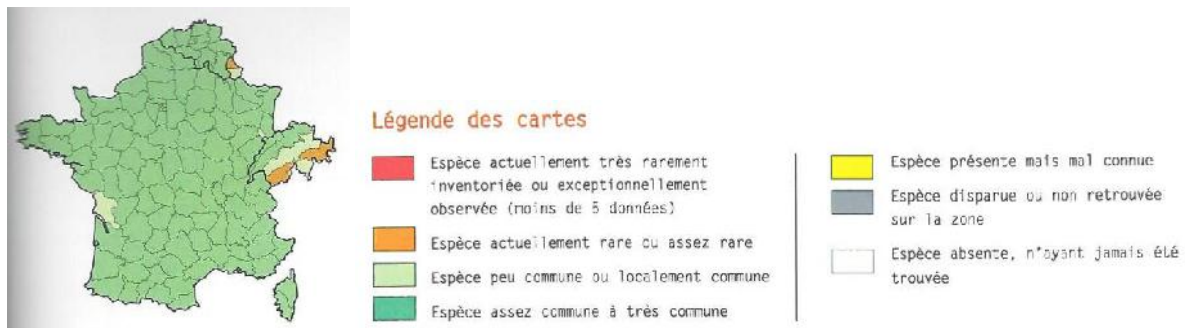 Légende des cartes
Espèce actuellement très rarement
inventoriée ou exceptionnellement
observée (moins de 5 données)
Espèce actuellement rare ou assez rare
Espèce peu commune ou localement commune
Espèce assez commune à très commune
Espèce présente mais mal connue
Espèce disparue ou non retrouvée
sur la zone
Espèce absente, n'ayant jamais été
trouvée